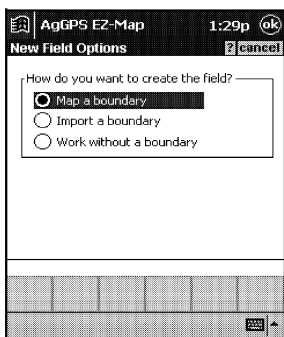 AgGPS EZ-Map 1:29p ok
New Field Options ? cancel
How do you want to create the field?
Map a boundary
Import a boundary
Work without a boundary